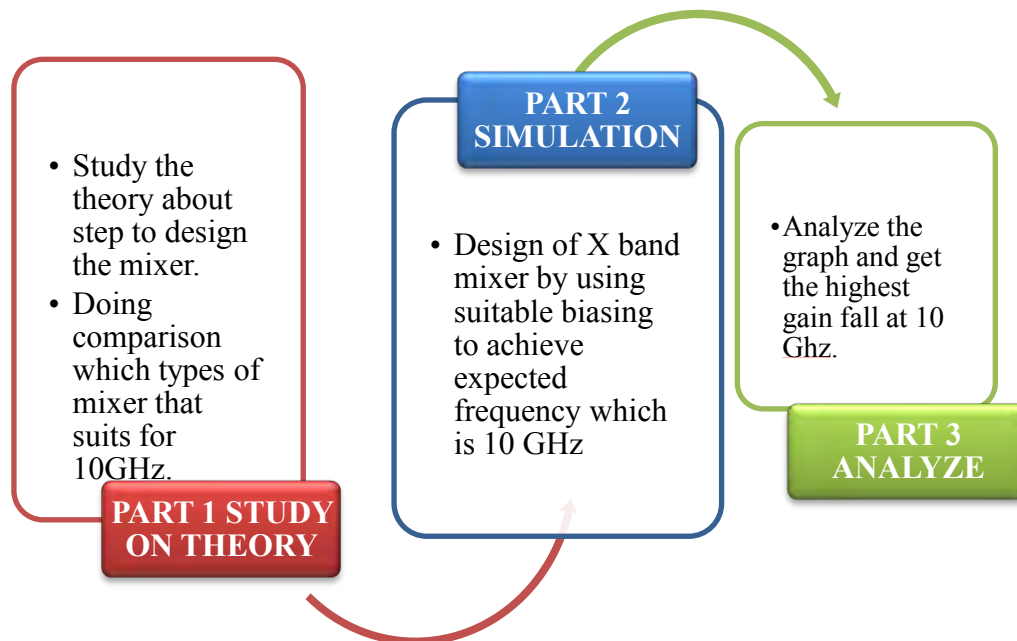 • Study the
theory about
step to design
the mixer.
• Doing
comparison
which types of
mixer that
suits for
10GHz.
PART 1 STUDY
ON THEORY
PART 2
SIMULATION
• Design of X band
mixer by using
suitable biasing
to achieve
expected
frequency which
is 10 GHz
•Analyze the
graph and get
the highest
gain fall at 10
Ghz.
PART 3
ANALYZE